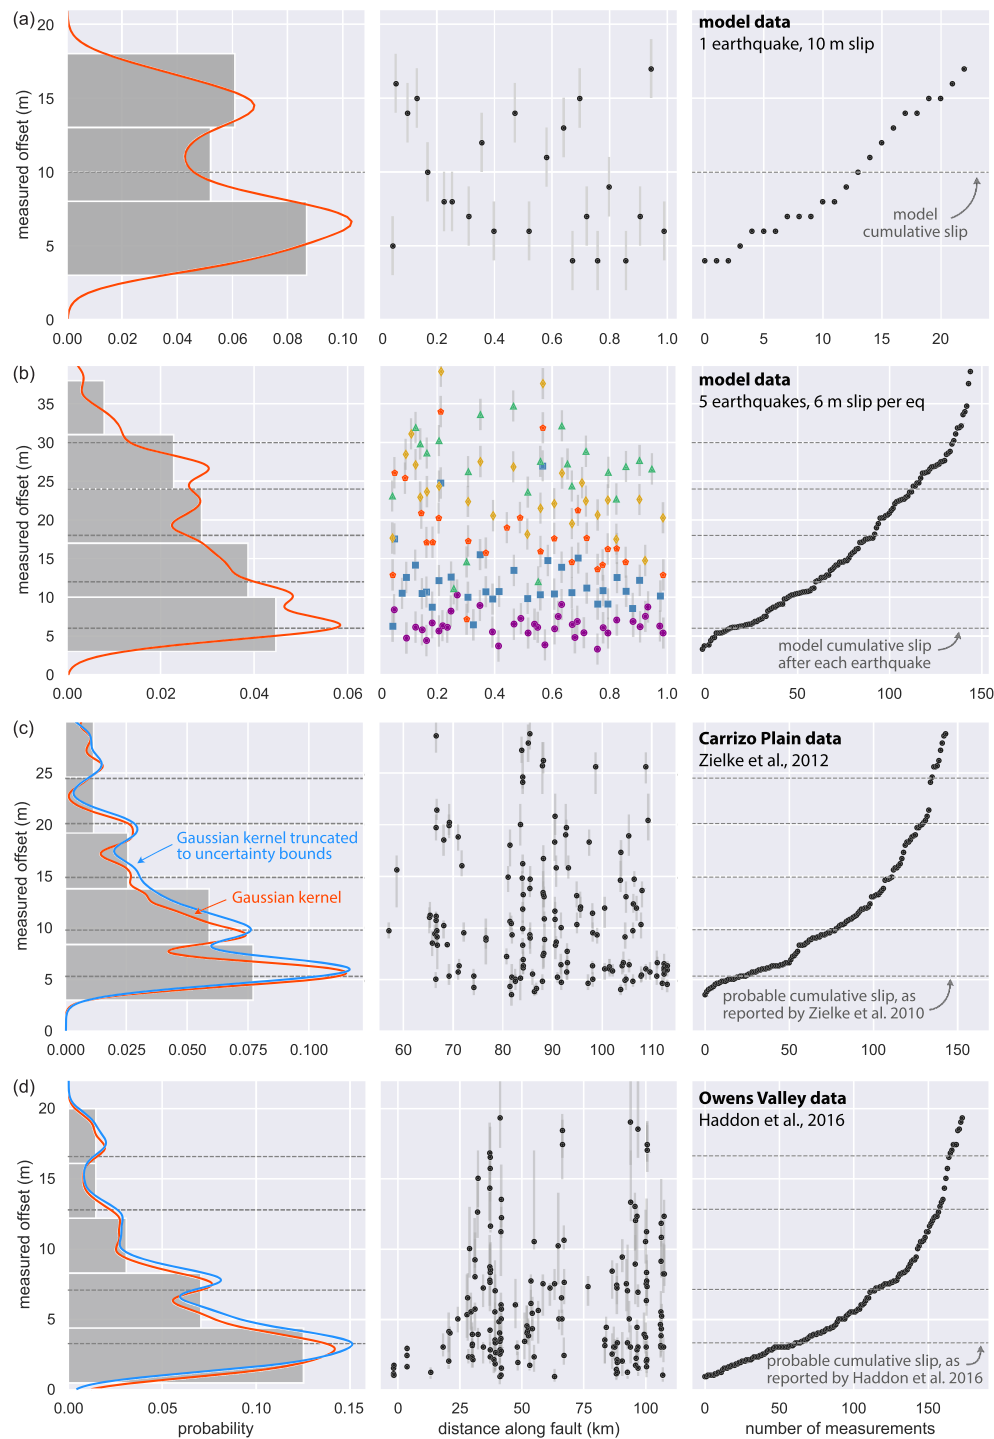 (a)
model data
1 earthquake, 10 m slip
measured offset (m)
20
15
10
5
0
model
cumulative slip
0.00 0.02 0.04 0.06 0.08 0.10
0 0.2 0.4 0.6 0.8 1.0
0 5 10 15 20
(b)
model data
5 earthquakes, 6 m slip per eq
measured offset (m)
35
30
25
20
15
10
5
0
model cumulative slip
after each earthquake
0.00 0.02 0.04 0.06
0.0 0.2 0.4 0.6 0.8 1.0
50 100 150
(c)
Carrizo Plain data
Zielke et al., 2012
measured offset (m)
25
20
15
10
5
0
Gaussian kernel truncated
to uncertainty bounds
Gaussian kernel
probable cumulative slip, as
reported by Zielke et al. 2010
0.000 0.025 0.050 0.075 0.100
60 70 80 90 100 110
0 50 100 150
(d)
Owens Valley data
Haddon et al., 2016
measured offset (m)
20
15
10
5
0
probable cumulative slip, as
reported by Haddon et al. 2016
0.00 0.05 0.10 0.15
0 25 50 75 100
0 50 100 150
probability
distance along fault (km)
number of measurements